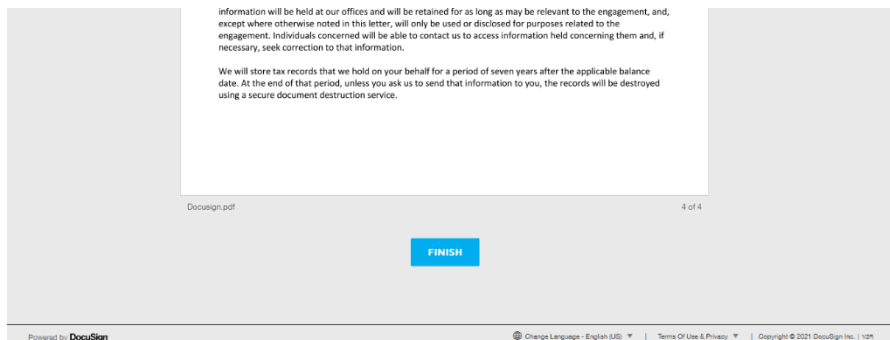 information will be held at our offices and will be retained for as long as may be relevant to the engagement, and,
except where otherwise noted in this letter, will only be used or disclosed for purposes related to the
engagement. Individuals concerned will be able to contact us to access information held concerning them and, if
necessary, seek correction to that information.
We will store tax records that we hold on your behalf for a period of seven years after the applicable balance
date. At the end of that period, unless you ask us to send that information to you, the records will be destroyed
using a secure document destruction service.
Docusign.pdf 4 of 4
FINISH
Powered by DocuSign Change Language - English (US) ▼ | Terms Of Use & Privacy ▼ | Copyright © 2021 DocuSign Inc. | V2R